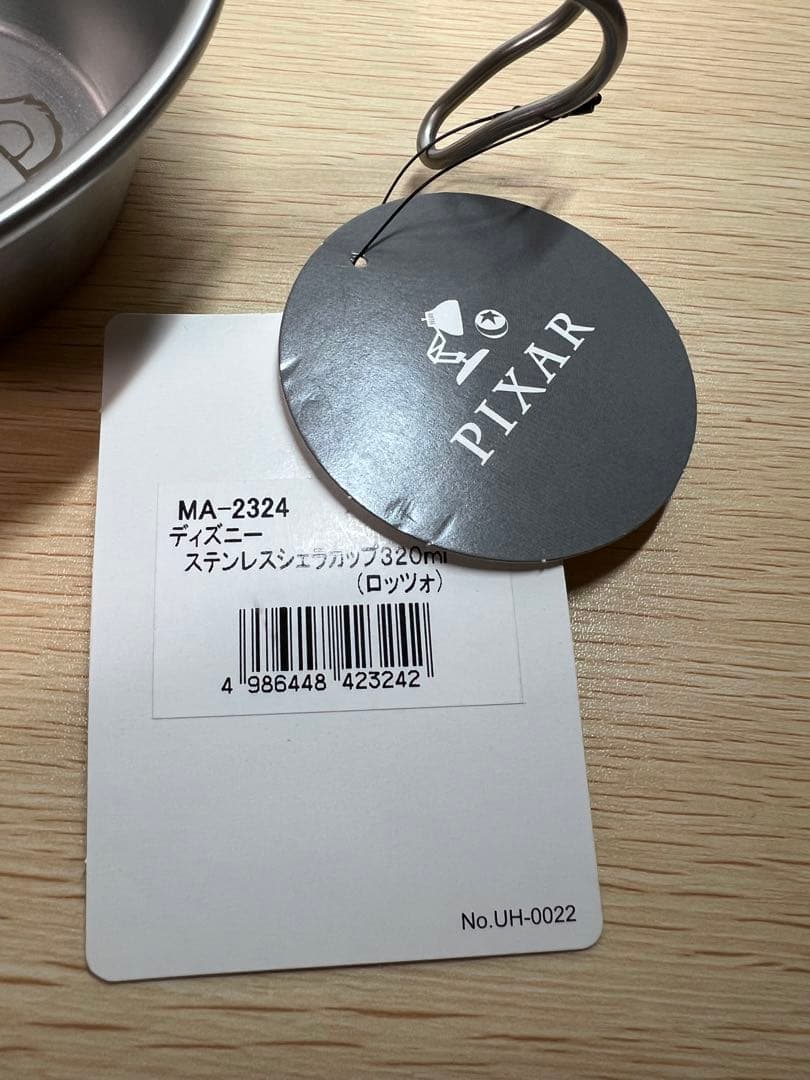 PIXAR
MA-2324
ディズニー
ステンレスシェラカップ320ml
(ロッツォ)
4 986448 423242
No.UH-0022